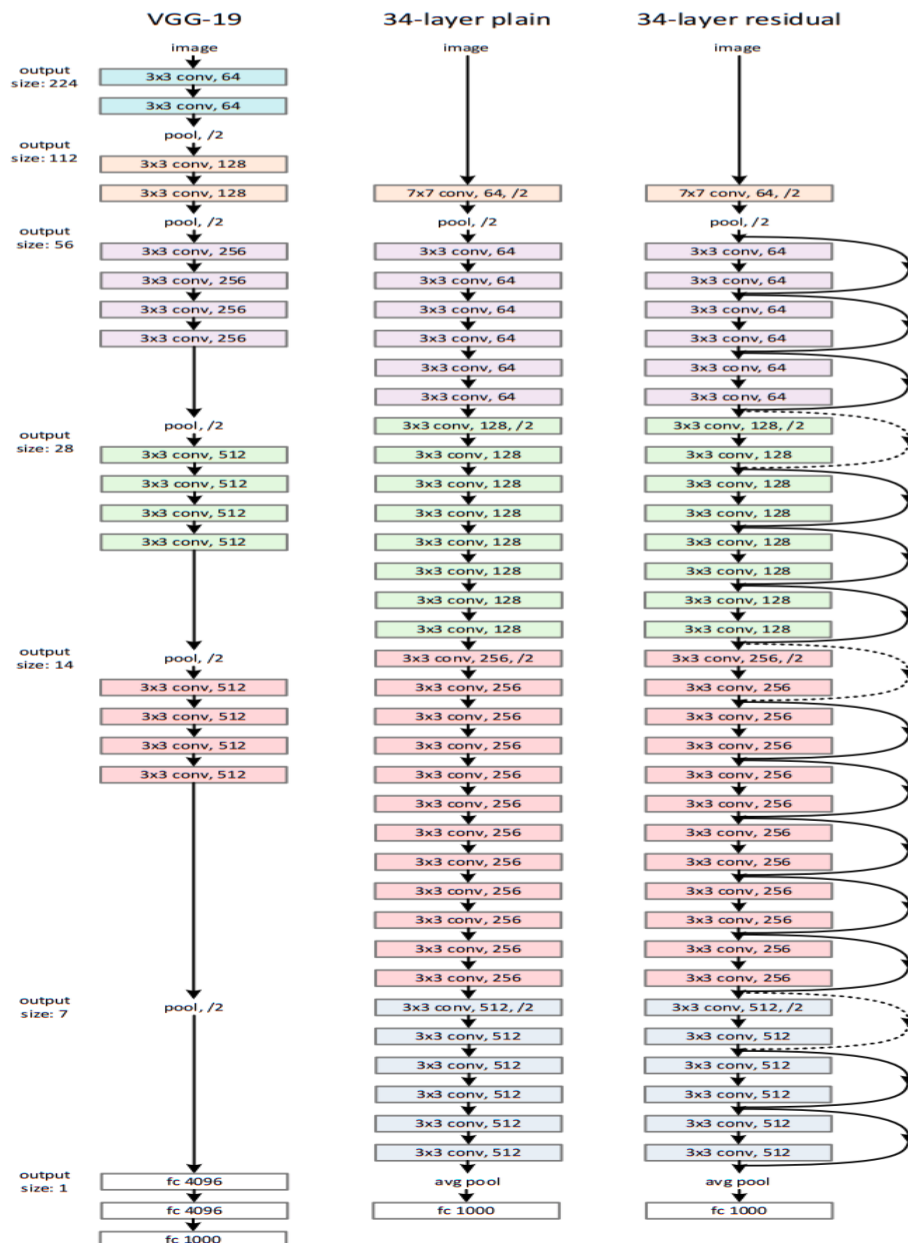 VGG-19
34-layer plain
34-layer residual
output
size: 224
output
size: 112
output
size: 56
output
size: 28
output
size: 14
output
size: 7
output
size: 1
image
3x3 conv, 64
3x3 conv, 64
pool, /2
3x3 conv, 128
3x3 conv, 128
pool, /2
3x3 conv, 256
3x3 conv, 256
3x3 conv, 256
3x3 conv, 256
pool, /2
3x3 conv, 512
3x3 conv, 512
3x3 conv, 512
3x3 conv, 512
pool, /2
3x3 conv, 512
3x3 conv, 512
3x3 conv, 512
3x3 conv, 512
pool, /2
fc 4096
fc 4096
fc 1000
image
7x7 conv, 64, /2
pool, /2
3x3 conv, 64
3x3 conv, 64
3x3 conv, 64
3x3 conv, 64
3x3 conv, 64
3x3 conv, 64
3x3 conv, 128, /2
3x3 conv, 128
3x3 conv, 128
3x3 conv, 128
3x3 conv, 128
3x3 conv, 128
3x3 conv, 128
3x3 conv, 128
3x3 conv, 256, /2
3x3 conv, 256
3x3 conv, 256
3x3 conv, 256
3x3 conv, 256
3x3 conv, 256
3x3 conv, 256
3x3 conv, 256
3x3 conv, 256
3x3 conv, 256
3x3 conv, 256
3x3 conv, 256
3x3 conv, 512, /2
3x3 conv, 512
3x3 conv, 512
3x3 conv, 512
3x3 conv, 512
3x3 conv, 512
avg pool
fc 1000
image
7x7 conv, 64, /2
pool, /2
3x3 conv, 64
3x3 conv, 64
3x3 conv, 64
3x3 conv, 64
3x3 conv, 64
3x3 conv, 64
3x3 conv, 128, /2
3x3 conv, 128
3x3 conv, 128
3x3 conv, 128
3x3 conv, 128
3x3 conv, 128
3x3 conv, 128
3x3 conv, 128
3x3 conv, 256, /2
3x3 conv, 256
3x3 conv, 256
3x3 conv, 256
3x3 conv, 256
3x3 conv, 256
3x3 conv, 256
3x3 conv, 256
3x3 conv, 256
3x3 conv, 256
3x3 conv, 256
3x3 conv, 256
3x3 conv, 512, /2
3x3 conv, 512
3x3 conv, 512
3x3 conv, 512
3x3 conv, 512
3x3 conv, 512
avg pool
fc 1000